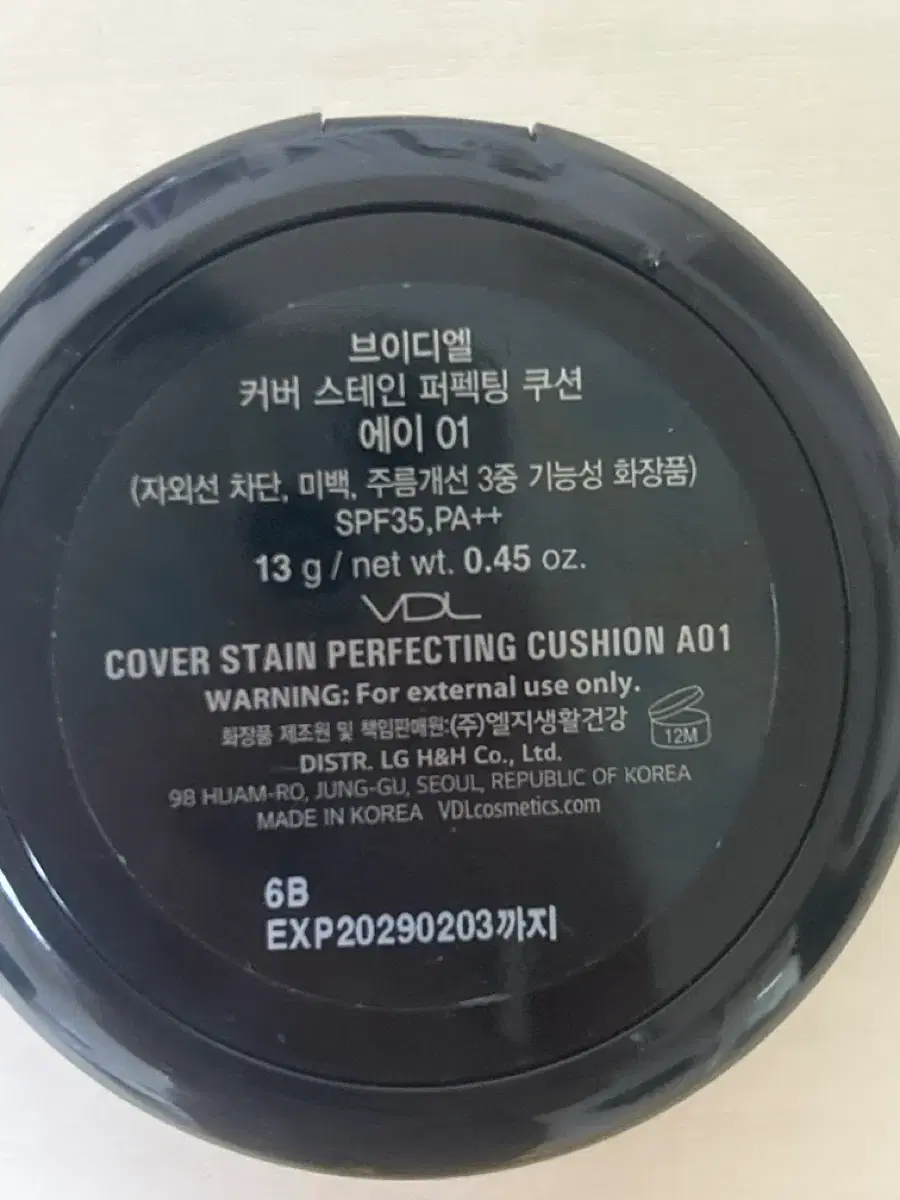 브이디엘
커버 스테인 퍼펙팅 쿠션
에이 01
(자외선 차단, 미백, 주름개선 3중 기능성 화장품)
SPF35,PA++
13 g / net wt. 0.45 oz.
VDL
COVER STAIN PERFECTING CUSHION A01
WARNING: For external use only.
화장품 제조원 및 책임판매원:(주)엘지생활건강
12M
DISTR. LG H&H Co., Ltd.
98 HUAM-RO, JUNG-GU, SEOUL, REPUBLIC OF KOREA
MADE IN KOREA VDLcosmetics.com
6B
EXP20290203까지